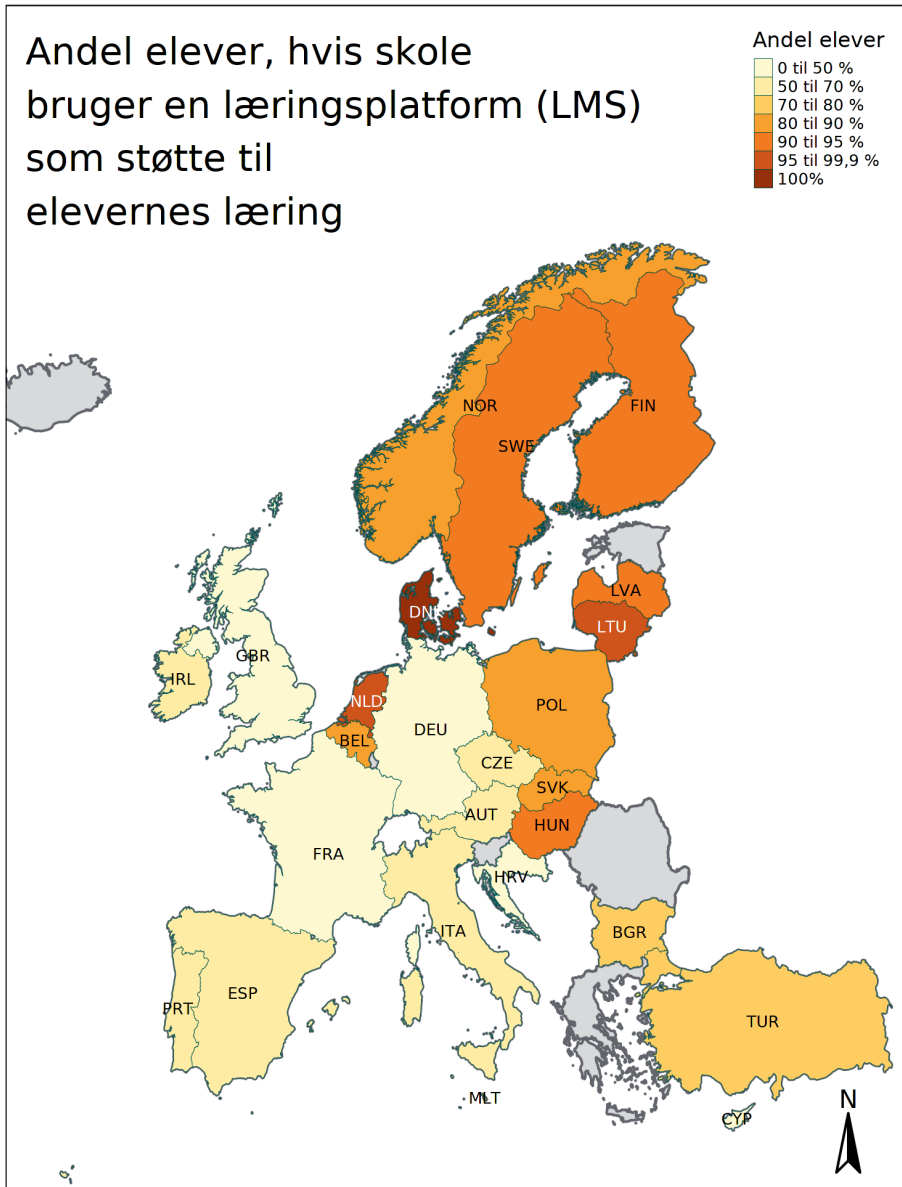 Andel elever, hvis skole
bruger en læringsplatform (LMS)
som støtte til
elevernes læring
Andel elever
0 til 50 %
50 til 70 %
70 til 80 %
80 til 90 %
90 til 95 %
95 til 99,9 %
100%
NOR
FIN
SWE
LVA
DNK
LTU
GBR
IRL
NLD
POL
DEU
BEL
CZE
SVK
AUT
HUN
FRA
HRV
ITA
BGR
ESP
PRT
TUR
MLT
CYP
N